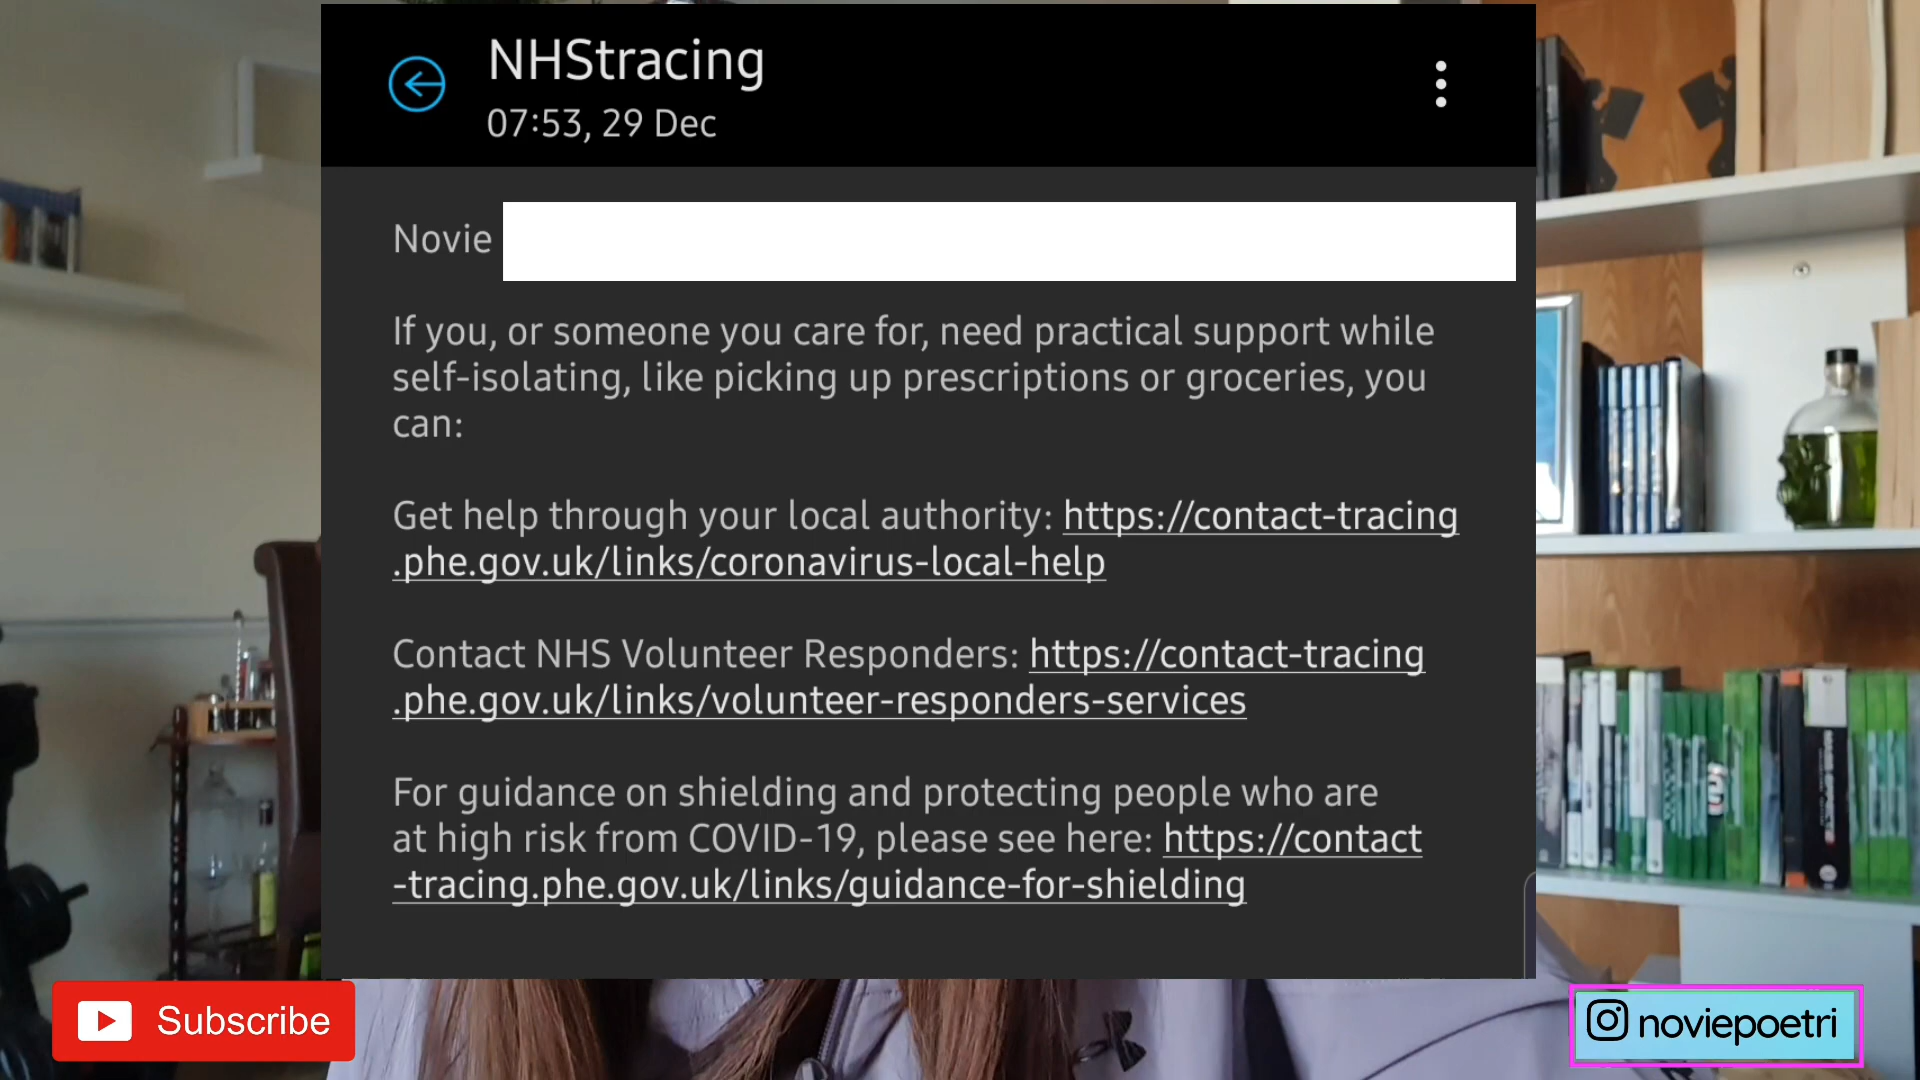 NHStracing
07:53, 29 Dec
Novie
If you, or someone you care for, need practical support while
self-isolating, like picking up prescriptions or groceries, you
can:
Get help through your local authority: https://contact-tracing
.phe.gov.uk/links/coronavirus-local-help
Contact NHS Volunteer Responders: https://contact-tracing
.phe.gov.uk/links/volunteer-responders-services
For guidance on shielding and protecting people who are
at high risk from COVID-19, please see here: https://contact
-tracing.phe.gov.uk/links/guidance-for-shielding
Subscribe
noviepoetri